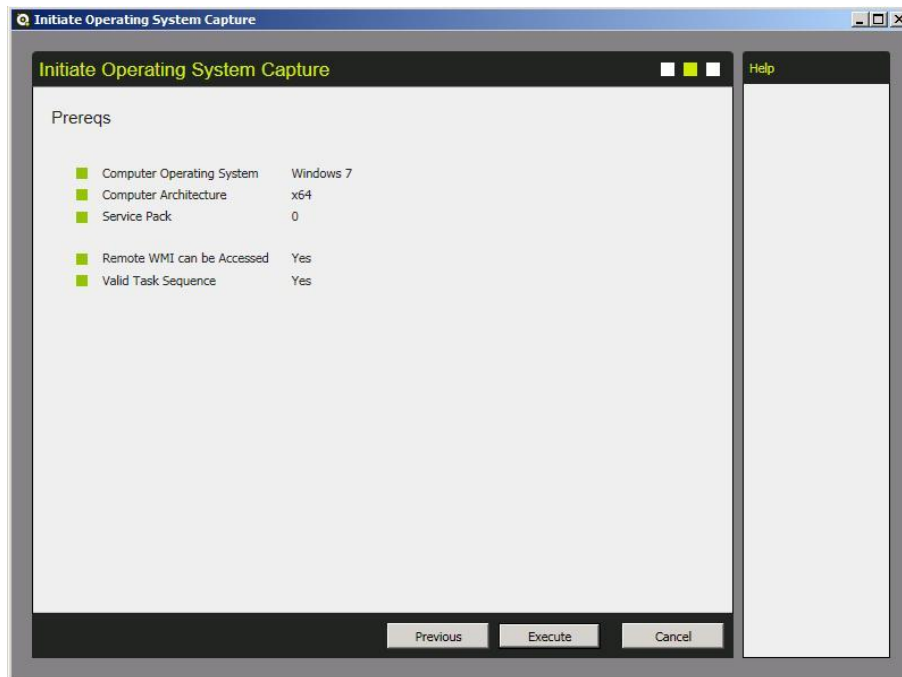 Initiate Operating System Capture
Initiate Operating System Capture
Help
Prereqs
Computer Operating System Windows 7
Computer Architecture x64
Service Pack 0
Remote WMI can be Accessed Yes
Valid Task Sequence Yes
Previous Execute Cancel